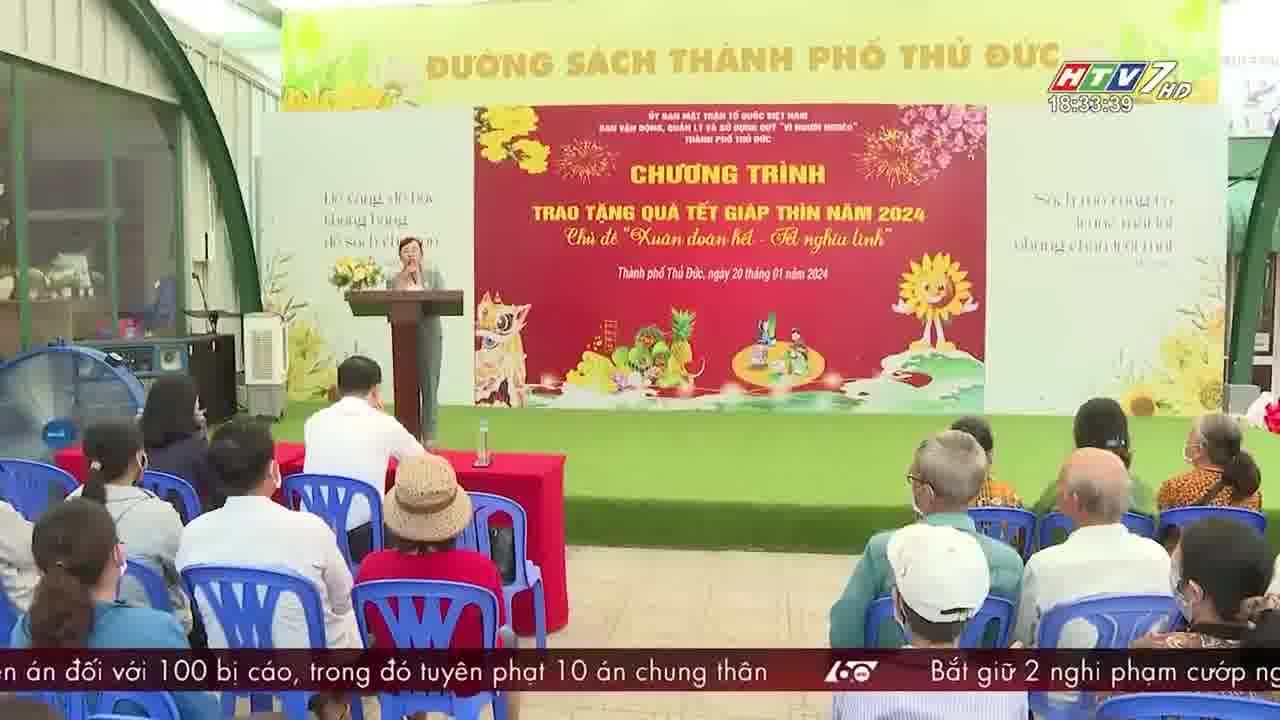 ĐƯỜNG SÁCH THÀNH PHỐ THỦ ĐỨC
HTV7 HD
18:33:39
ỦY BAN MẶT TRẬN TỔ QUỐC VIỆT NAM
BAN VẬN ĐỘNG, QUẢN LÝ VÀ SỬ DỤNG QUỸ "VÌ NGƯỜI NGHÈO"
THÀNH PHỐ THỦ ĐỨC
CHƯƠNG TRÌNH
TRAO TẶNG QUÀ TẾT GIÁP THÌN NĂM 2024
Chủ đề "Xuân đoàn kết - Tết nghĩa tình"
Thành phố Thủ Đức, ngày 20 tháng 01 năm 2024
ên án đối với 100 bị cáo, trong đó tuyên phạt 10 án chung thân
60
Bắt giữ 2 nghi phạm cướp ng